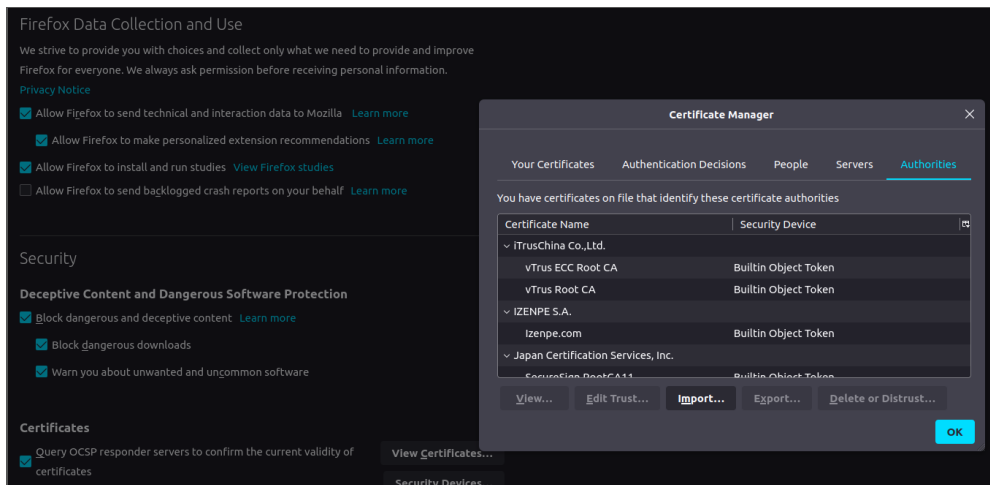 Firefox Data Collection and Use
We strive to provide you with choices and collect only what we need to provide and improve
Firefox for everyone. We always ask permission before receiving personal information.
Privacy Notice
Allow Firefox to send technical and interaction data to Mozilla Learn more
Allow Firefox to make personalized extension recommendations Learn more
Allow Firefox to install and run studies View Firefox studies
Allow Firefox to send backlogged crash reports on your behalf Learn more
Security
Deceptive Content and Dangerous Software Protection
Block dangerous and deceptive content Learn more
Block dangerous downloads
Warn you about unwanted and uncommon software
Certificates
Query OCSP responder servers to confirm the current validity of
certificates
View Certificates...
Security Devices
Certificate Manager
Your Certificates Authentication Decisions People Servers Authorities
You have certificates on file that identify these certificate authorities
Certificate Name Security Device
iTrusChina Co.,Ltd.
vTrus ECC Root CA Builtin Object Token
vTrus Root CA Builtin Object Token
IZENPE S.A.
Izenpe.com Builtin Object Token
Japan Certification Services, Inc.
SecureSign RootCA11 Builtin Object Token
View... Edit Trust... Import... Export... Delete or Distrust...
OK